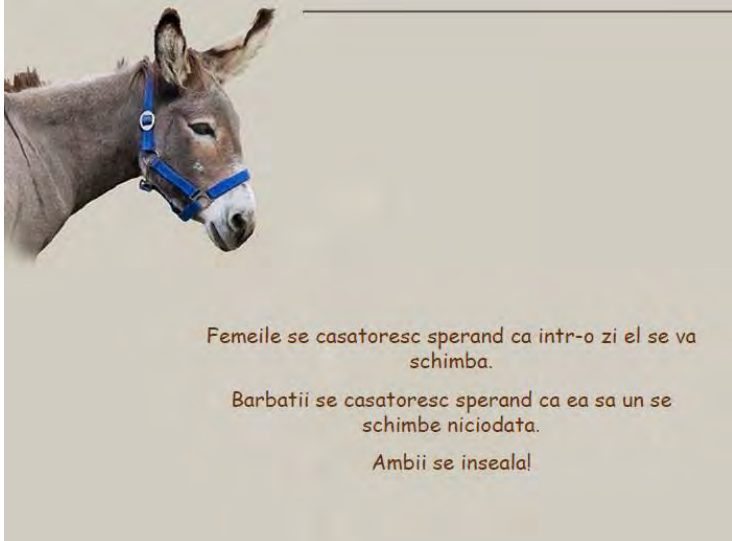 Femeile se casatoresc sperand ca intr-o zi el se va
schimba.
Barbatii se casatoresc sperand ca ea sa un se
schimbe niciodata.
Ambii se inseala!